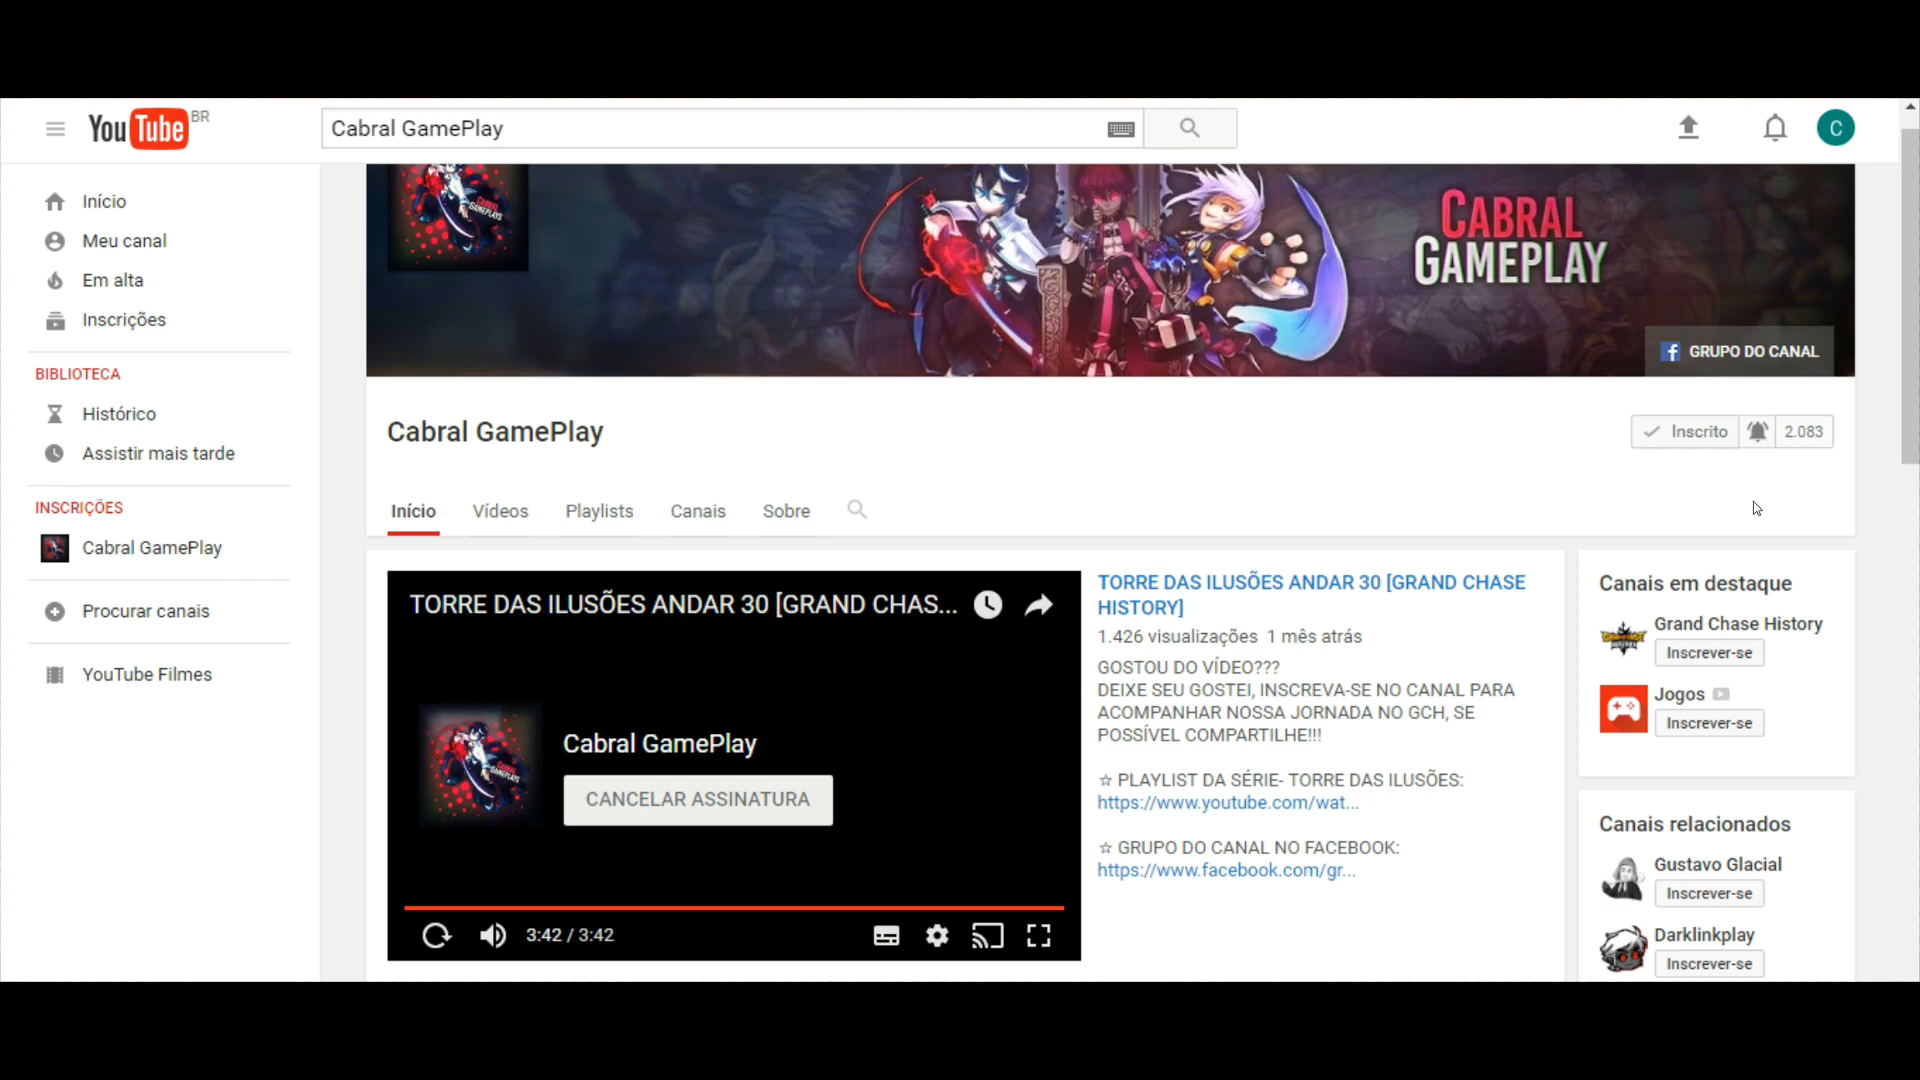 YouTube BR
Cabral GamePlay
C
Início
Meu canal
Em alta
Inscrições
BIBLIOTECA
Histórico
Assistir mais tarde
INSCRIÇÕES
Cabral GamePlay
Procurar canais
YouTube Filmes
CABRAL
GAMEPLAYS
CABRAL
GAMEPLAY
GRUPO DO CANAL
Cabral GamePlay
Inscrito 2.083
Início Vídeos Playlists Canais Sobre
TORRE DAS ILUSÕES ANDAR 30 [GRAND CHAS...
CABRAL
GAMEPLAYS
Cabral GamePlay
CANCELAR ASSINATURA
3:42 / 3:42
TORRE DAS ILUSÕES ANDAR 30 [GRAND CHASE
HISTORY]
1.426 visualizações 1 mês atrás
GOSTOU DO VÍDEO???
DEIXE SEU GOSTEI, INSCREVA-SE NO CANAL PARA
ACOMPANHAR NOSSA JORNADA NO GCH, SE
POSSÍVEL COMPARTILHE!!!
☆ PLAYLIST DA SÉRIE- TORRE DAS ILUSÕES:
https://www.youtube.com/wat...
☆ GRUPO DO CANAL NO FACEBOOK:
https://www.facebook.com/gr...
Canais em destaque
Grand Chase History
Inscrever-se
Jogos
Inscrever-se
Canais relacionados
Gustavo Glacial
Inscrever-se
Darklinkplay
Inscrever-se